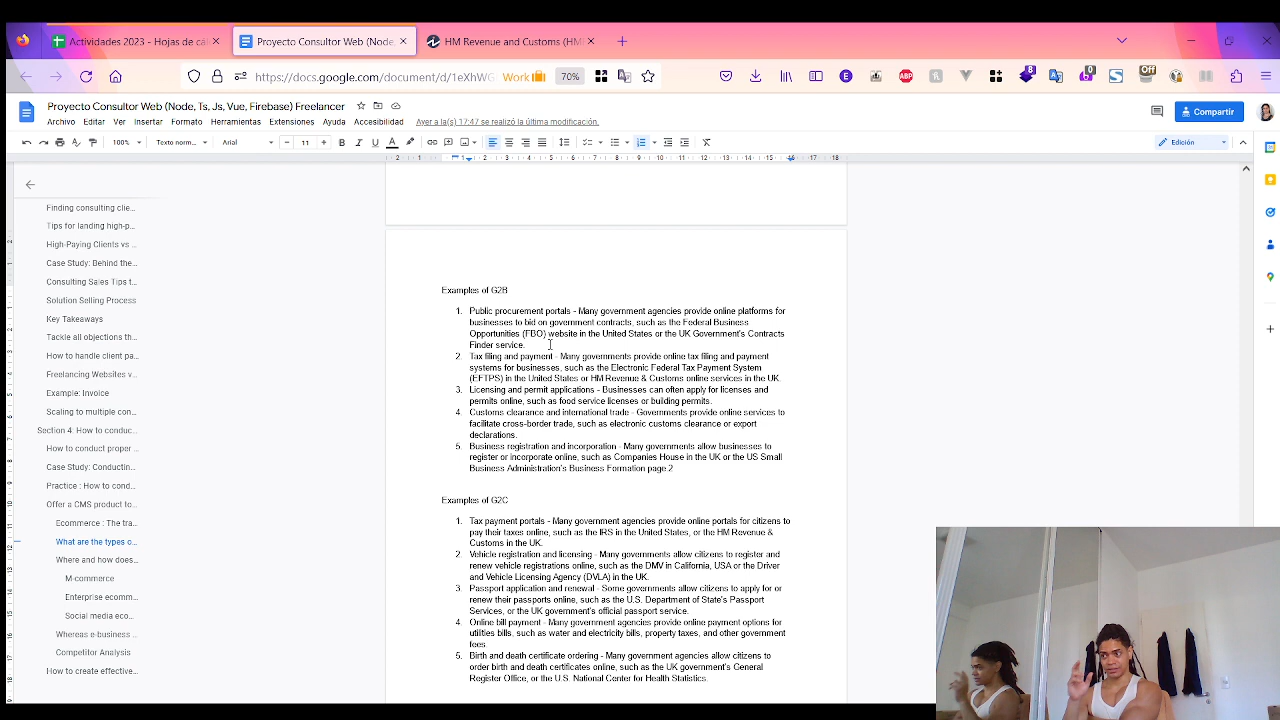 Actividades 2023 - Hojas de cál
Proyecto Consultor Web (Node,
HM Revenue and Customs (HM
https://docs.google.com/document/d/1eXhWG
Work
70%
8
0
Off
Proyecto Consultor Web (Node, Ts, Js, Vue, Firebase) Freelancer
Archivo Editar Ver Insertar Formato Herramientas Extensiones Ayuda Accesibilidad Ayer a la(s) 17:47 se realizó la última modificación.
Compartir
100% Texto norm... Arial 11 Edición
2 1 1 2 3 4 5 6 7 8 9 10 11 12 13 14 15 16 17 18
Finding consulting clie...
Tips for landing high-p...
High-Paying Clients vs ...
Case Study: Behind the...
Consulting Sales Tips t...
Solution Selling Process
Key Takeaways
Tackle all objections th...
How to handle client pa...
Freelancing Websites v...
Example: Invoice
Scaling to multiple con...
Section 4: How to conduc...
How to conduct proper ...
Case Study: Conductin...
Practice : How to cond...
Offer a CMS product to...
Ecommerce : The tra...
What are the types o...
Where and how does...
M-commerce
Enterprise ecomm...
Social media eco...
Whereas e-business ...
Competitor Analysis
How to create effective...
Examples of G2B
1. Public procurement portals - Many government agencies provide online platforms for
businesses to bid on government contracts, such as the Federal Business
Opportunities (FBO) website in the United States or the UK Government's Contracts
Finder service.
2. Tax filing and payment - Many governments provide online tax filing and payment
systems for businesses, such as the Electronic Federal Tax Payment System
(EFTPS) in the United States or HM Revenue & Customs online services in the UK.
3. Licensing and permit applications - Businesses can often apply for licenses and
permits online, such as food service licenses or building permits.
4. Customs clearance and international trade - Governments provide online services to
facilitate cross-border trade, such as electronic customs clearance or export
declarations.
5. Business registration and incorporation - Many governments allow businesses to
register or incorporate online, such as Companies House in the UK or the US Small
Business Administration's Business Formation page 2
Examples of G2C
1. Tax payment portals - Many government agencies provide online portals for citizens to
pay their taxes online, such as the IRS in the United States, or the HM Revenue &
Customs in the UK.
2. Vehicle registration and licensing - Many governments allow citizens to register and
renew vehicle registrations online, such as the DMV in California, USA or the Driver
and Vehicle Licensing Agency (DVLA) in the UK.
3. Passport application and renewal - Some governments allow citizens to apply for or
renew their passports online, such as the U.S. Department of State's Passport
Services, or the UK government's official passport service.
4. Online bill payment - Many government agencies provide online payment options for
utilities bills, such as water and electricity bills, property taxes, and other government
fees.
5. Birth and death certificate ordering - Many government agencies allow citizens to
order birth and death certificates online, such as the UK government's General
Register Office, or the U.S. National Center for Health Statistics.